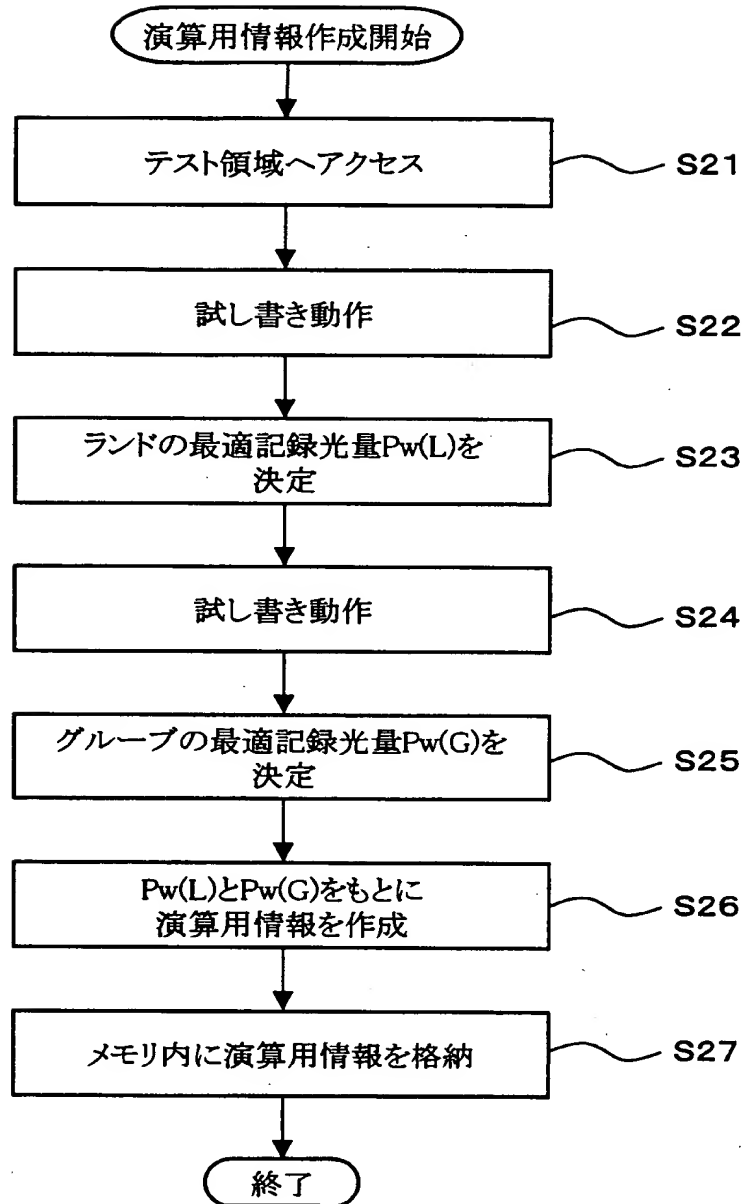 演算用情報作成開始
テスト領域へアクセス
S21
試し書き動作
S22
ランドの最適記録光量Pw(L)を
決定
S23
試し書き動作
S24
グルーブの最適記録光量Pw(G)を
決定
S25
Pw(L)とPw(G)をもとに
演算用情報を作成
S26
メモリ内に演算用情報を格納
S27
終了